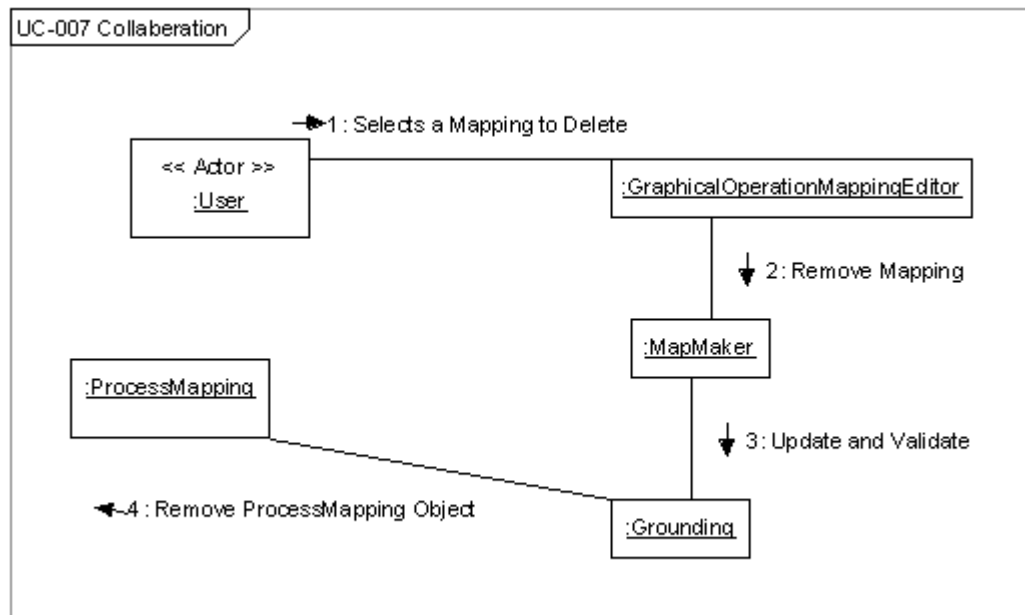 UC-007 Collaberation
1: Selects a Mapping to Delete
<< Actor >>
:User
:GraphicalOperationMappingEditor
2: Remove Mapping
:MapMaker
:ProcessMapping
3: Update and Validate
4: Remove ProcessMapping Object
:Grounding